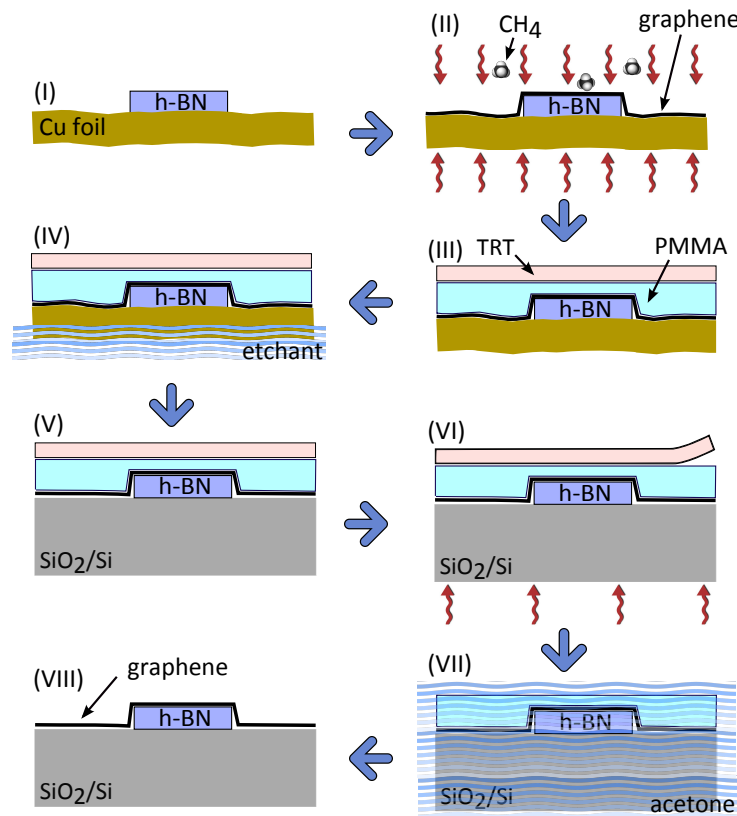 (I)
h-BN
Cu foil
(II)
CH₄
graphene
h-BN
(III)
TRT
PMMA
h-BN
(IV)
h-BN
etchant
(V)
h-BN
SiO₂/Si
(VI)
h-BN
SiO₂/Si
(VII)
h-BN
SiO₂/Si
acetone
(VIII)
graphene
h-BN
SiO₂/Si